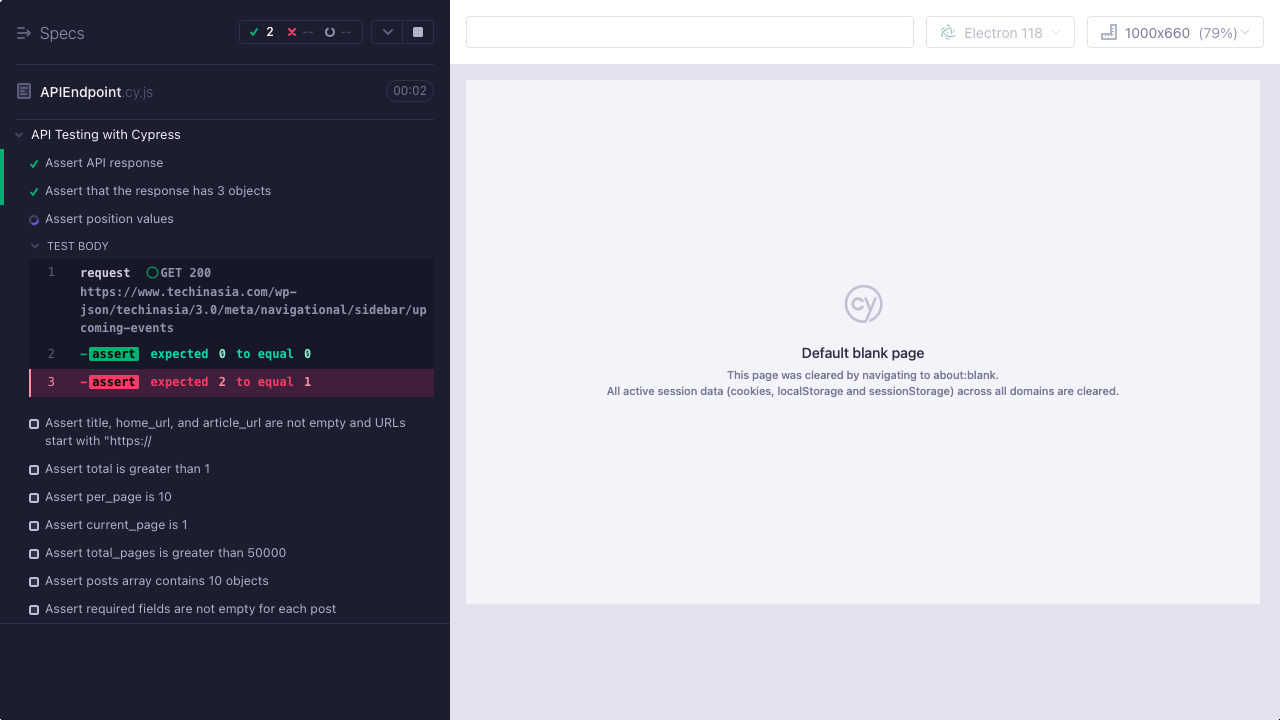 Specs
2
--
--
APIEndpoint.cy.js
00:02
API Testing with Cypress
Assert API response
Assert that the response has 3 objects
Assert position values
TEST BODY
1 request GET 200
https://www.techinasia.com/wp-
json/techinasia/3.0/meta/navigational/sidebar/up
coming-events
2 -assert expected 0 to equal 0
3 -assert expected 2 to equal 1
Assert title, home_url, and article_url are not empty and URLs
start with "https://
Assert total is greater than 1
Assert per_page is 10
Assert current_page is 1
Assert total_pages is greater than 50000
Assert posts array contains 10 objects
Assert required fields are not empty for each post
Electron 118
1000x660 (79%)
cy
Default blank page
This page was cleared by navigating to about:blank.
All active session data (cookies, localStorage and sessionStorage) across all domains are cleared.